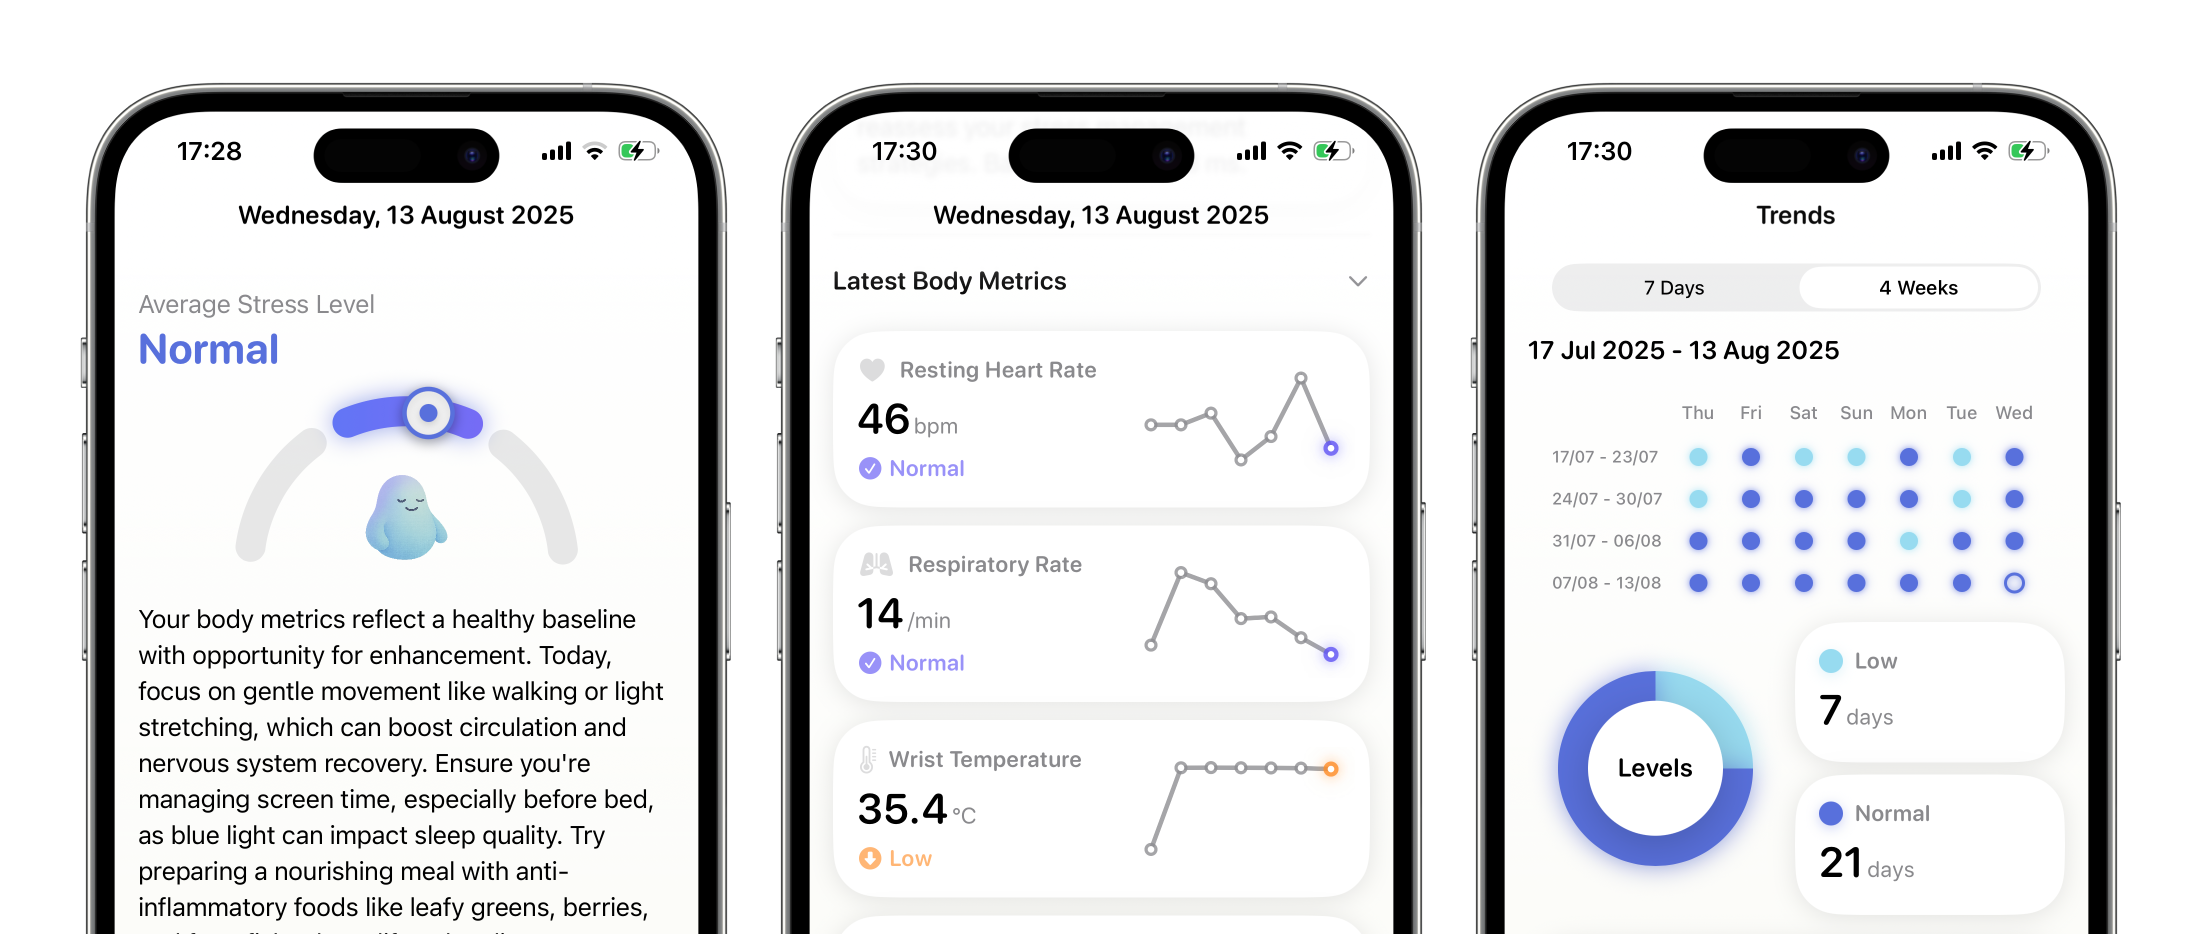 17:28
Wednesday, 13 August 2025
Average Stress Level
Normal
Your body metrics reflect a healthy baseline
with opportunity for enhancement. Today,
focus on gentle movement like walking or light
stretching, which can boost circulation and
nervous system recovery. Ensure you're
managing screen time, especially before bed,
as blue light can impact sleep quality. Try
preparing a nourishing meal with anti-
inflammatory foods like leafy greens, berries,
17:30
reassess your stress management
Wednesday, 13 August 2025
Latest Body Metrics
Resting Heart Rate
46 bpm
Normal
Respiratory Rate
14 /min
Normal
Wrist Temperature
35.4 °C
Low
17:30
Trends
7 Days
4 Weeks
17 Jul 2025 - 13 Aug 2025
Thu Fri Sat Sun Mon Tue Wed
17/07 - 23/07
24/07 - 30/07
31/07 - 06/08
07/08 - 13/08
Levels
Low
7 days
Normal
21 days